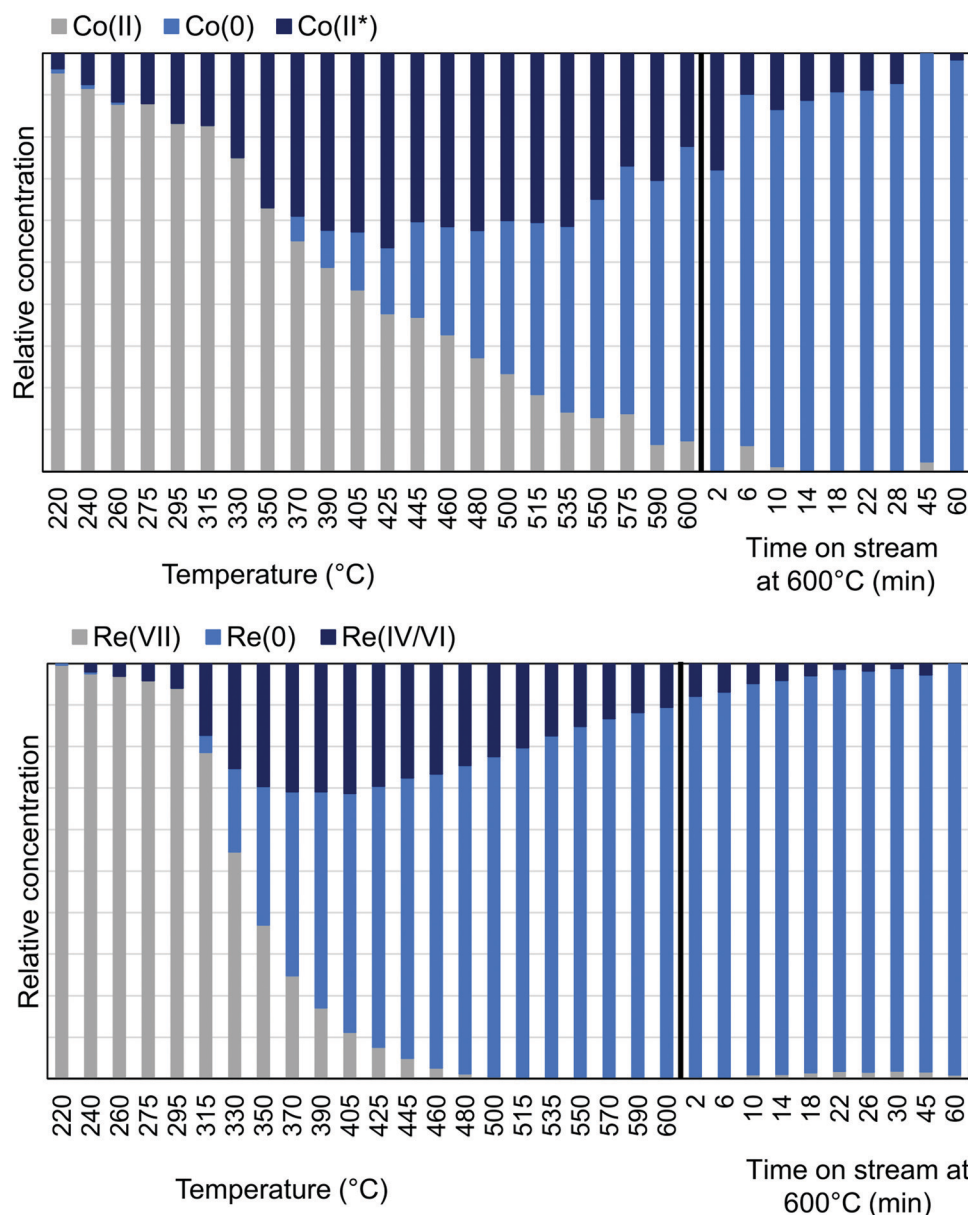 Co(II) Co(0) Co(II*)
Relative concentration
220 240 260 275 295 315 330 350 370 390 405 425 445 460 480 500 515 535 550 575 590 600 2 6 10 14 18 22 28 45 60
Temperature (°C)
Time on stream
at 600°C (min)
Re(VII) Re(0) Re(IV/VI)
Relative concentration
220 240 260 275 295 315 330 350 370 390 405 425 445 460 480 500 515 535 550 570 590 600 2 6 10 14 18 22 26 30 45 60
Temperature (°C)
Time on stream at
600°C (min)